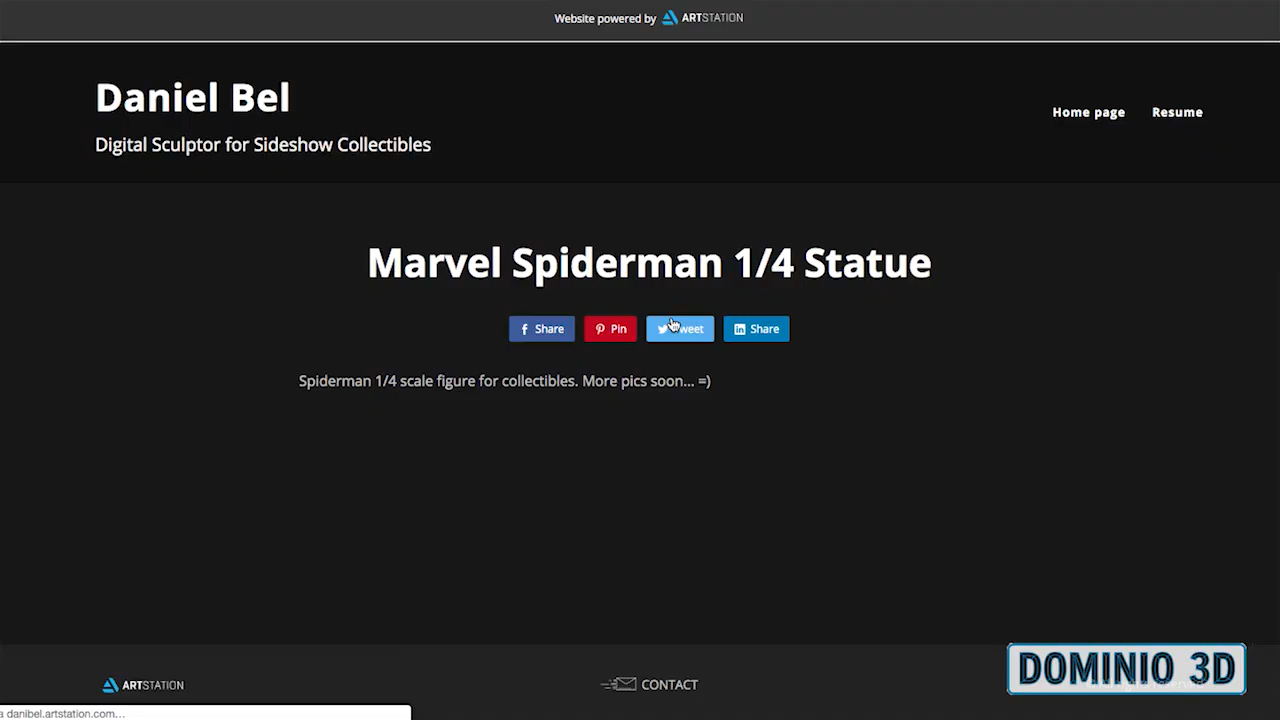 Website powered by ARTSTATION
Daniel Bel
Digital Sculptor for Sideshow Collectibles
Home page
Resume
Marvel Spiderman 1/4 Statue
Share
Pin
Tweet
Share
Spiderman 1/4 scale figure for collectibles. More pics soon... =)
ARTSTATION
CONTACT
DOMINIO 3D
a danibel.artstation.com...